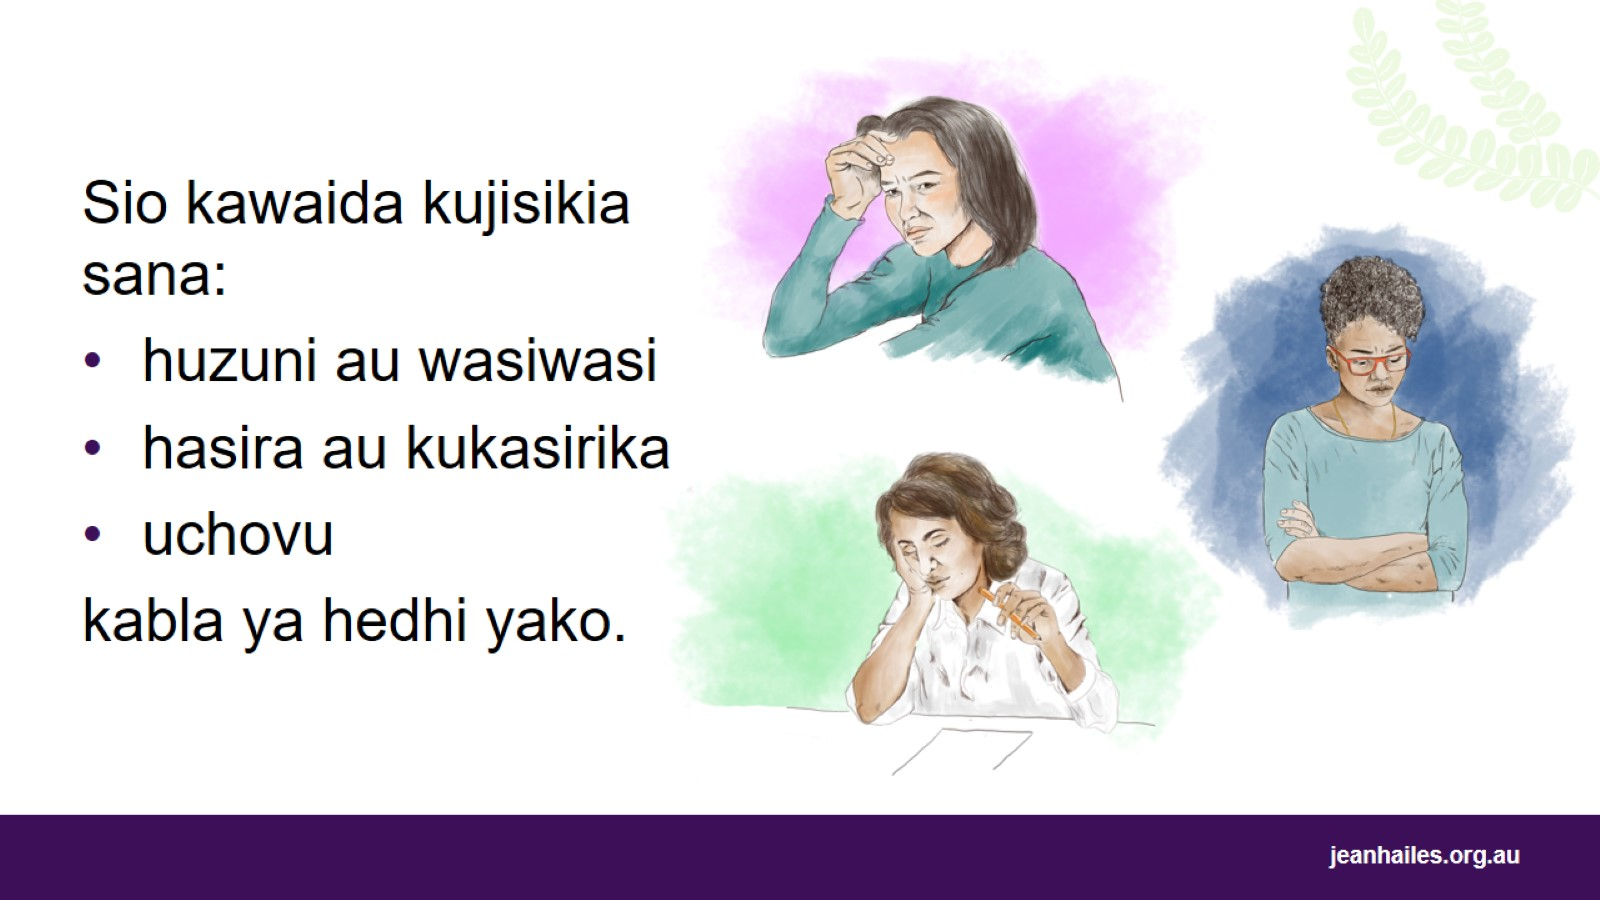 Sio kawaida kujisikia
sana:
• huzuni au wasiwasi
• hasira au kukasirika
• uchovu
kabla ya hedhi yako.
jeanhailes.org.au